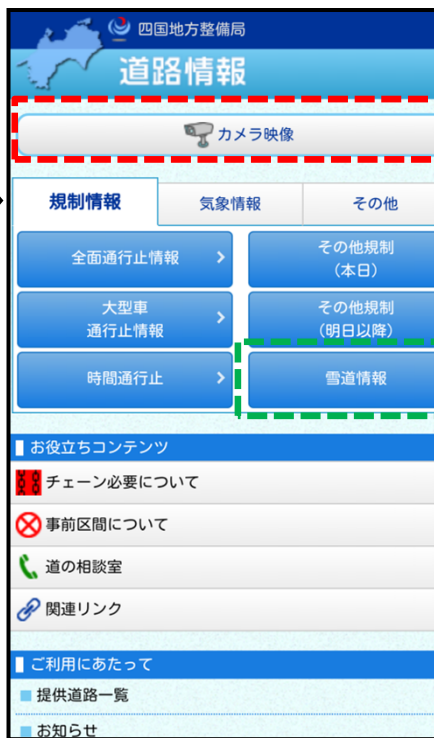 四国地方整備局
道路情報
カメラ映像
規制情報
気象情報
その他
全面通行止情報
その他規制
(本日)
大型車
通行止情報
その他規制
(明日以降)
時間通行止
雪道情報
お役立ちコンテンツ
チェーン必要について
事前区間について
道の相談室
関連リンク
ご利用にあたって
提供道路一覧
お知らせ